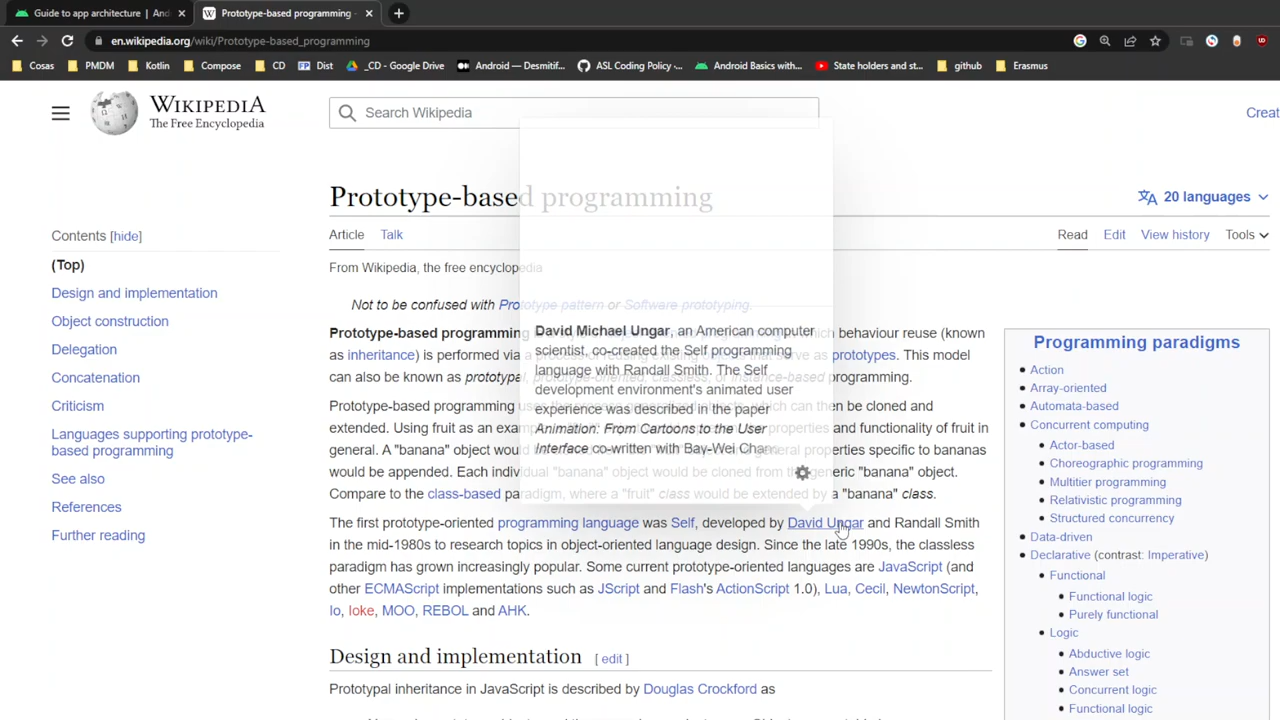 Guide to app architecture | And
Prototype-based programming -
en.wikipedia.org/wiki/Prototype-based_programming
Cosas
PMDM
Kotlin
Compose
CD
Dist
_CD - Google Drive
Android — Desmitif...
ASL Coding Policy -...
Android Basics with...
State holders and st...
github
Erasmus
WIKIPEDIA
The Free Encyclopedia
Search Wikipedia
Creat
Prototype-based programming
20 languages
Contents [hide]
(Top)
Design and implementation
Object construction
Delegation
Concatenation
Criticism
Languages supporting prototype-
based programming
See also
References
Further reading
Article Talk
Read Edit View history Tools
From Wikipedia, the free encyclopedia
Not to be confused with Prototype pattern or Software prototyping.
Prototype-based programming which behaviour reuse (known
as inheritance) is performed via serve as prototypes. This model
can also be known as prototypal, prototype-oriented, classless, or instance-based programming.
Prototype-based programming which can then be cloned and
extended. Using fruit as an properties and functionality of fruit in
general. A "banana" object would properties specific to bananas
would be appended. Each individual "banana" object would be cloned from the generic "banana" object.
Compare to the class-based paradigm, where a "fruit" class would be extended by a "banana" class.
David Michael Ungar, an American computer
scientist, co-created the Self programming
language with Randall Smith. The Self
development environment's animated user
experience was described in the paper
Animation: From Cartoons to the User
Interface co-written with Bay-Wei Chang.
The first prototype-oriented programming language was Self, developed by David Ungar and Randall Smith
in the mid-1980s to research topics in object-oriented language design. Since the late 1990s, the classless
paradigm has grown increasingly popular. Some current prototype-oriented languages are JavaScript (and
other ECMAScript implementations such as JScript and Flash's ActionScript 1.0), Lua, Cecil, NewtonScript,
Io, Ioke, MOO, REBOL and AHK.
Design and implementation [ edit ]
Prototypal inheritance in JavaScript is described by Douglas Crockford as
Programming paradigms
Action
Array-oriented
Automata-based
Concurrent computing
Actor-based
Choreographic programming
Multitier programming
Relativistic programming
Structured concurrency
Data-driven
Declarative (contrast: Imperative)
Functional
Functional logic
Purely functional
Logic
Abductive logic
Answer set
Concurrent logic
Functional logic